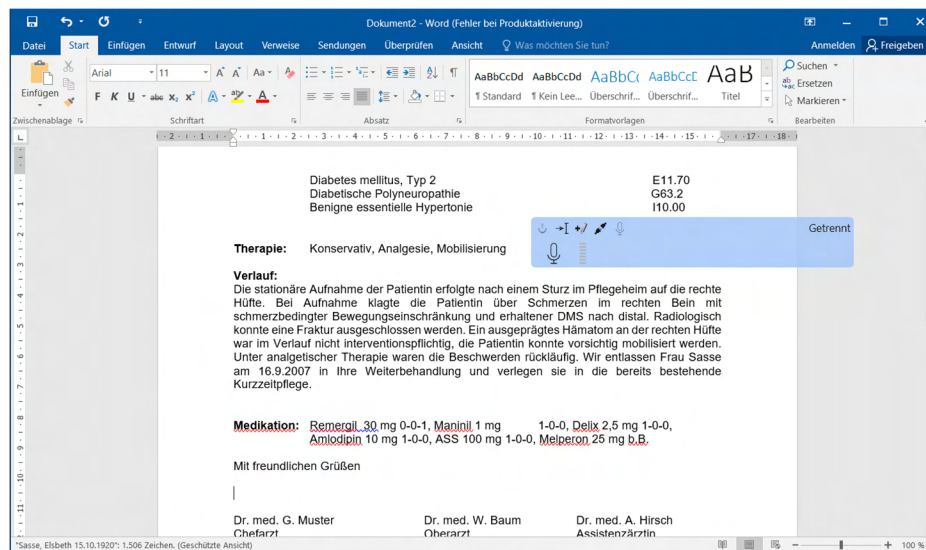 Dokument2 - Word (Fehler bei Produktaktivierung)
Datei Start Einfügen Entwurf Layout Verweise Sendungen Überprüfen Ansicht Was möchten Sie tun? Anmelden Freigeben
Einfügen
Arial 11
F K U abc X₂ X²
AaBbCcDd AaBbCcDd AaBbCc AaBbCcC AaB
¶ Standard ¶ Kein Lee... Überschrif... Überschrif... Titel
Suchen
Ersetzen
Markieren
Zwischenablage Schriftart Absatz Formatvorlagen Bearbeiten
Diabetes mellitus, Typ 2 E11.70
Diabetische Polyneuropathie G63.2
Benigne essentielle Hypertonie I10.00
Getrennt
Therapie: Konservativ, Analgesie, Mobilisierung
Verlauf:
Die stationäre Aufnahme der Patientin erfolgte nach einem Sturz im Pflegeheim auf die rechte
Hüfte. Bei Aufnahme klagte die Patientin über Schmerzen im rechten Bein mit
schmerzbedingter Bewegungseinschränkung und erhaltener DMS nach distal. Radiologisch
konnte eine Fraktur ausgeschlossen werden. Ein ausgeprägtes Hämatom an der rechten Hüfte
war im Verlauf nicht interventionspflichtig, die Patientin konnte vorsichtig mobilisiert werden.
Unter analgetischer Therapie waren die Beschwerden rückläufig. Wir entlassen Frau Sasse
am 16.9.2007 in Ihre Weiterbehandlung und verlegen sie in die bereits bestehende
Kurzzeitpflege.
Medikation: Remergil 30 mg 0-0-1, Maninil 1 mg 1-0-0, Delix 2,5 mg 1-0-0,
Amlodipin 10 mg 1-0-0, ASS 100 mg 1-0-0, Melperon 25 mg b.B.
Mit freundlichen Grüßen
Dr. med. G. Muster Dr. med. W. Baum Dr. med. A. Hirsch
Chefarzt Oberarzt Assistenzärztin
"Sasse, Elsbeth 15.10.1920": 1.506 Zeichen. (Geschützte Ansicht) 100 %